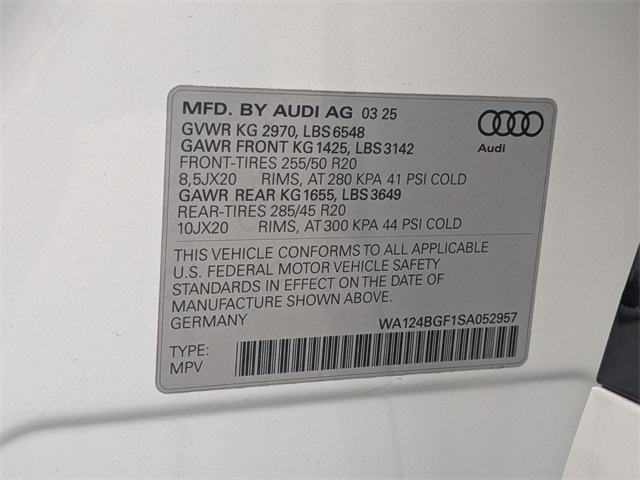 MFD. BY AUDI AG 03 25
GVWR KG 2970, LBS 6548
GAWR FRONT KG 1425, LBS 3142
FRONT-TIRES 255/50 R20
8,5JX20 RIMS, AT 280 KPA 41 PSI COLD
GAWR REAR KG 1655, LBS 3649
REAR-TIRES 285/45 R20
10JX20 RIMS, AT 300 KPA 44 PSI COLD
Audi
THIS VEHICLE CONFORMS TO ALL APPLICABLE
U.S. FEDERAL MOTOR VEHICLE SAFETY
STANDARDS IN EFFECT ON THE DATE OF
MANUFACTURE SHOWN ABOVE.
GERMANY
WA124BGF1SA052957
TYPE:
MPV